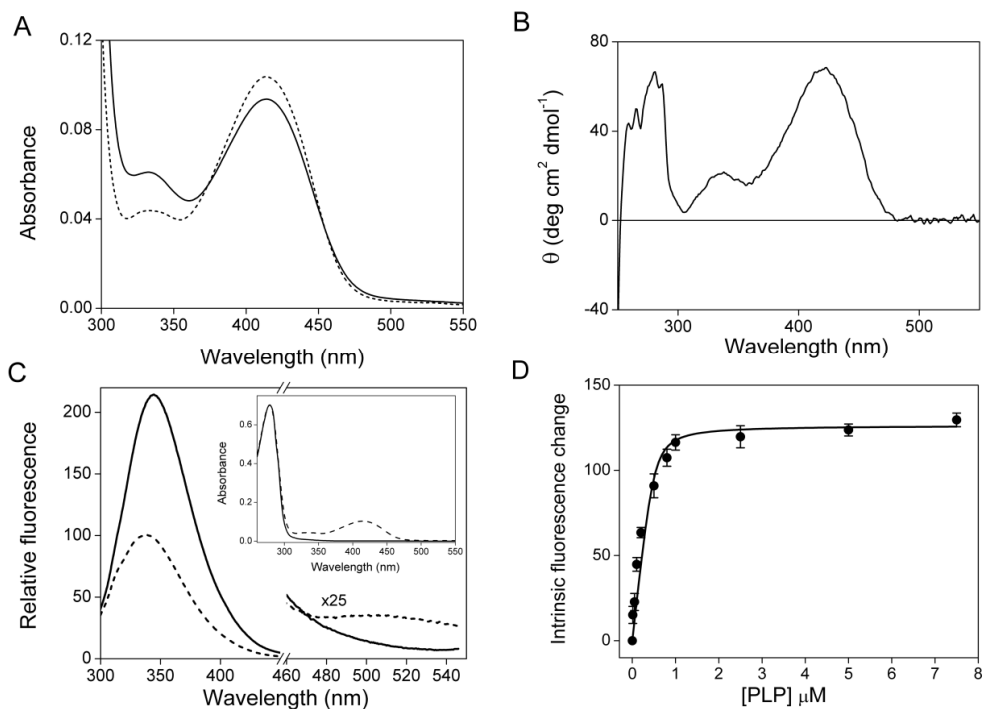 A
0.12
0.08
0.04
0.00
Absorbance
300 350 400 450 500 550
Wavelength (nm)
B
80
40
0
-40
θ (deg cm² dmol⁻¹)
300 400 500
Wavelength (nm)
C
200
150
100
50
0
Relative fluorescence
300 350 400 460 480 500 520 540
Wavelength (nm)
x25
0.6
0.4
0.2
0.0
Absorbance
300 350 400 450 500 550
Wavelength (nm)
D
150
100
50
0
Intrinsic fluorescence change
0 1 2 3 4 5 6 7 8
[PLP] μM